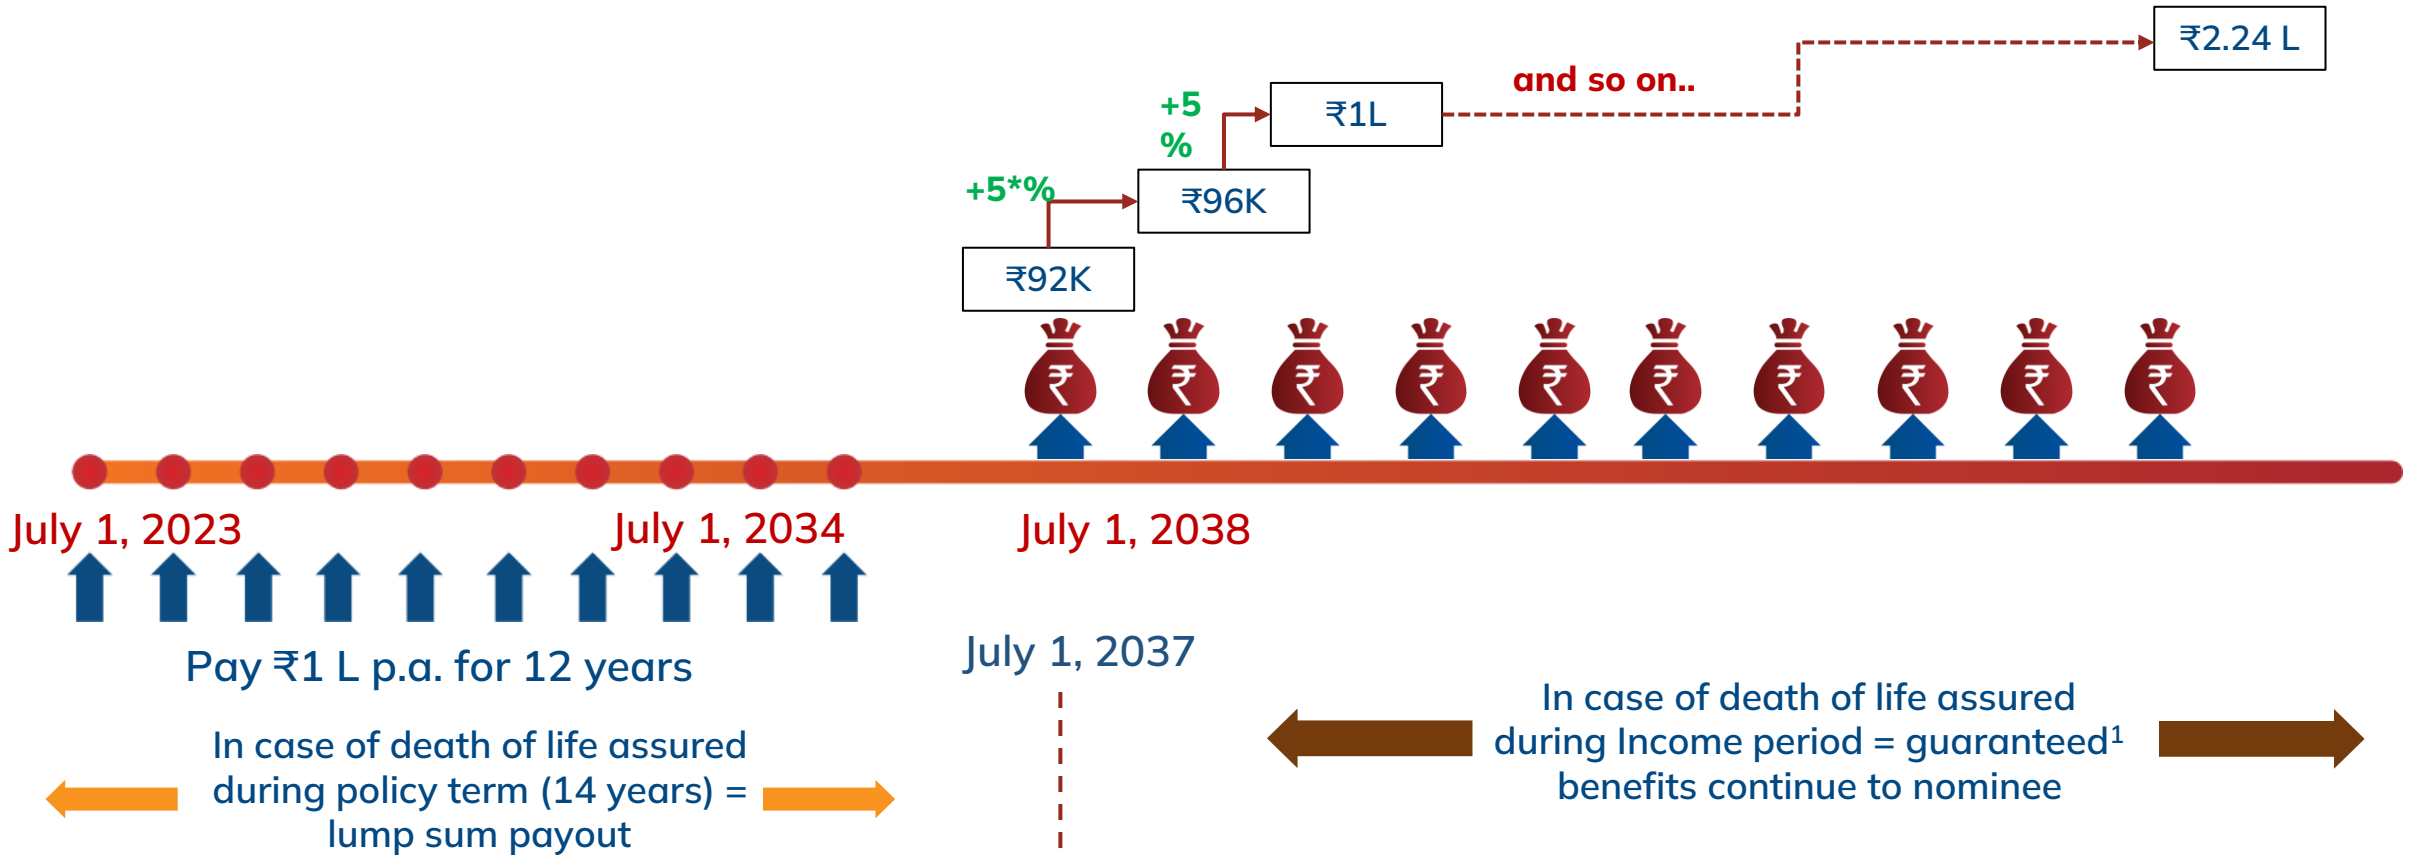 ₹2.24 L
and so on..
+5
%
₹1L
+5*%
₹96K
₹92K
₹ ₹ ₹ ₹ ₹ ₹ ₹ ₹ ₹ ₹
July 1, 2023
July 1, 2034
July 1, 2038
Pay ₹1 L p.a. for 12 years
July 1, 2037
In case of death of life assured
during policy term (14 years) =
lump sum payout
In case of death of life assured
during Income period = guaranteed¹
benefits continue to nominee